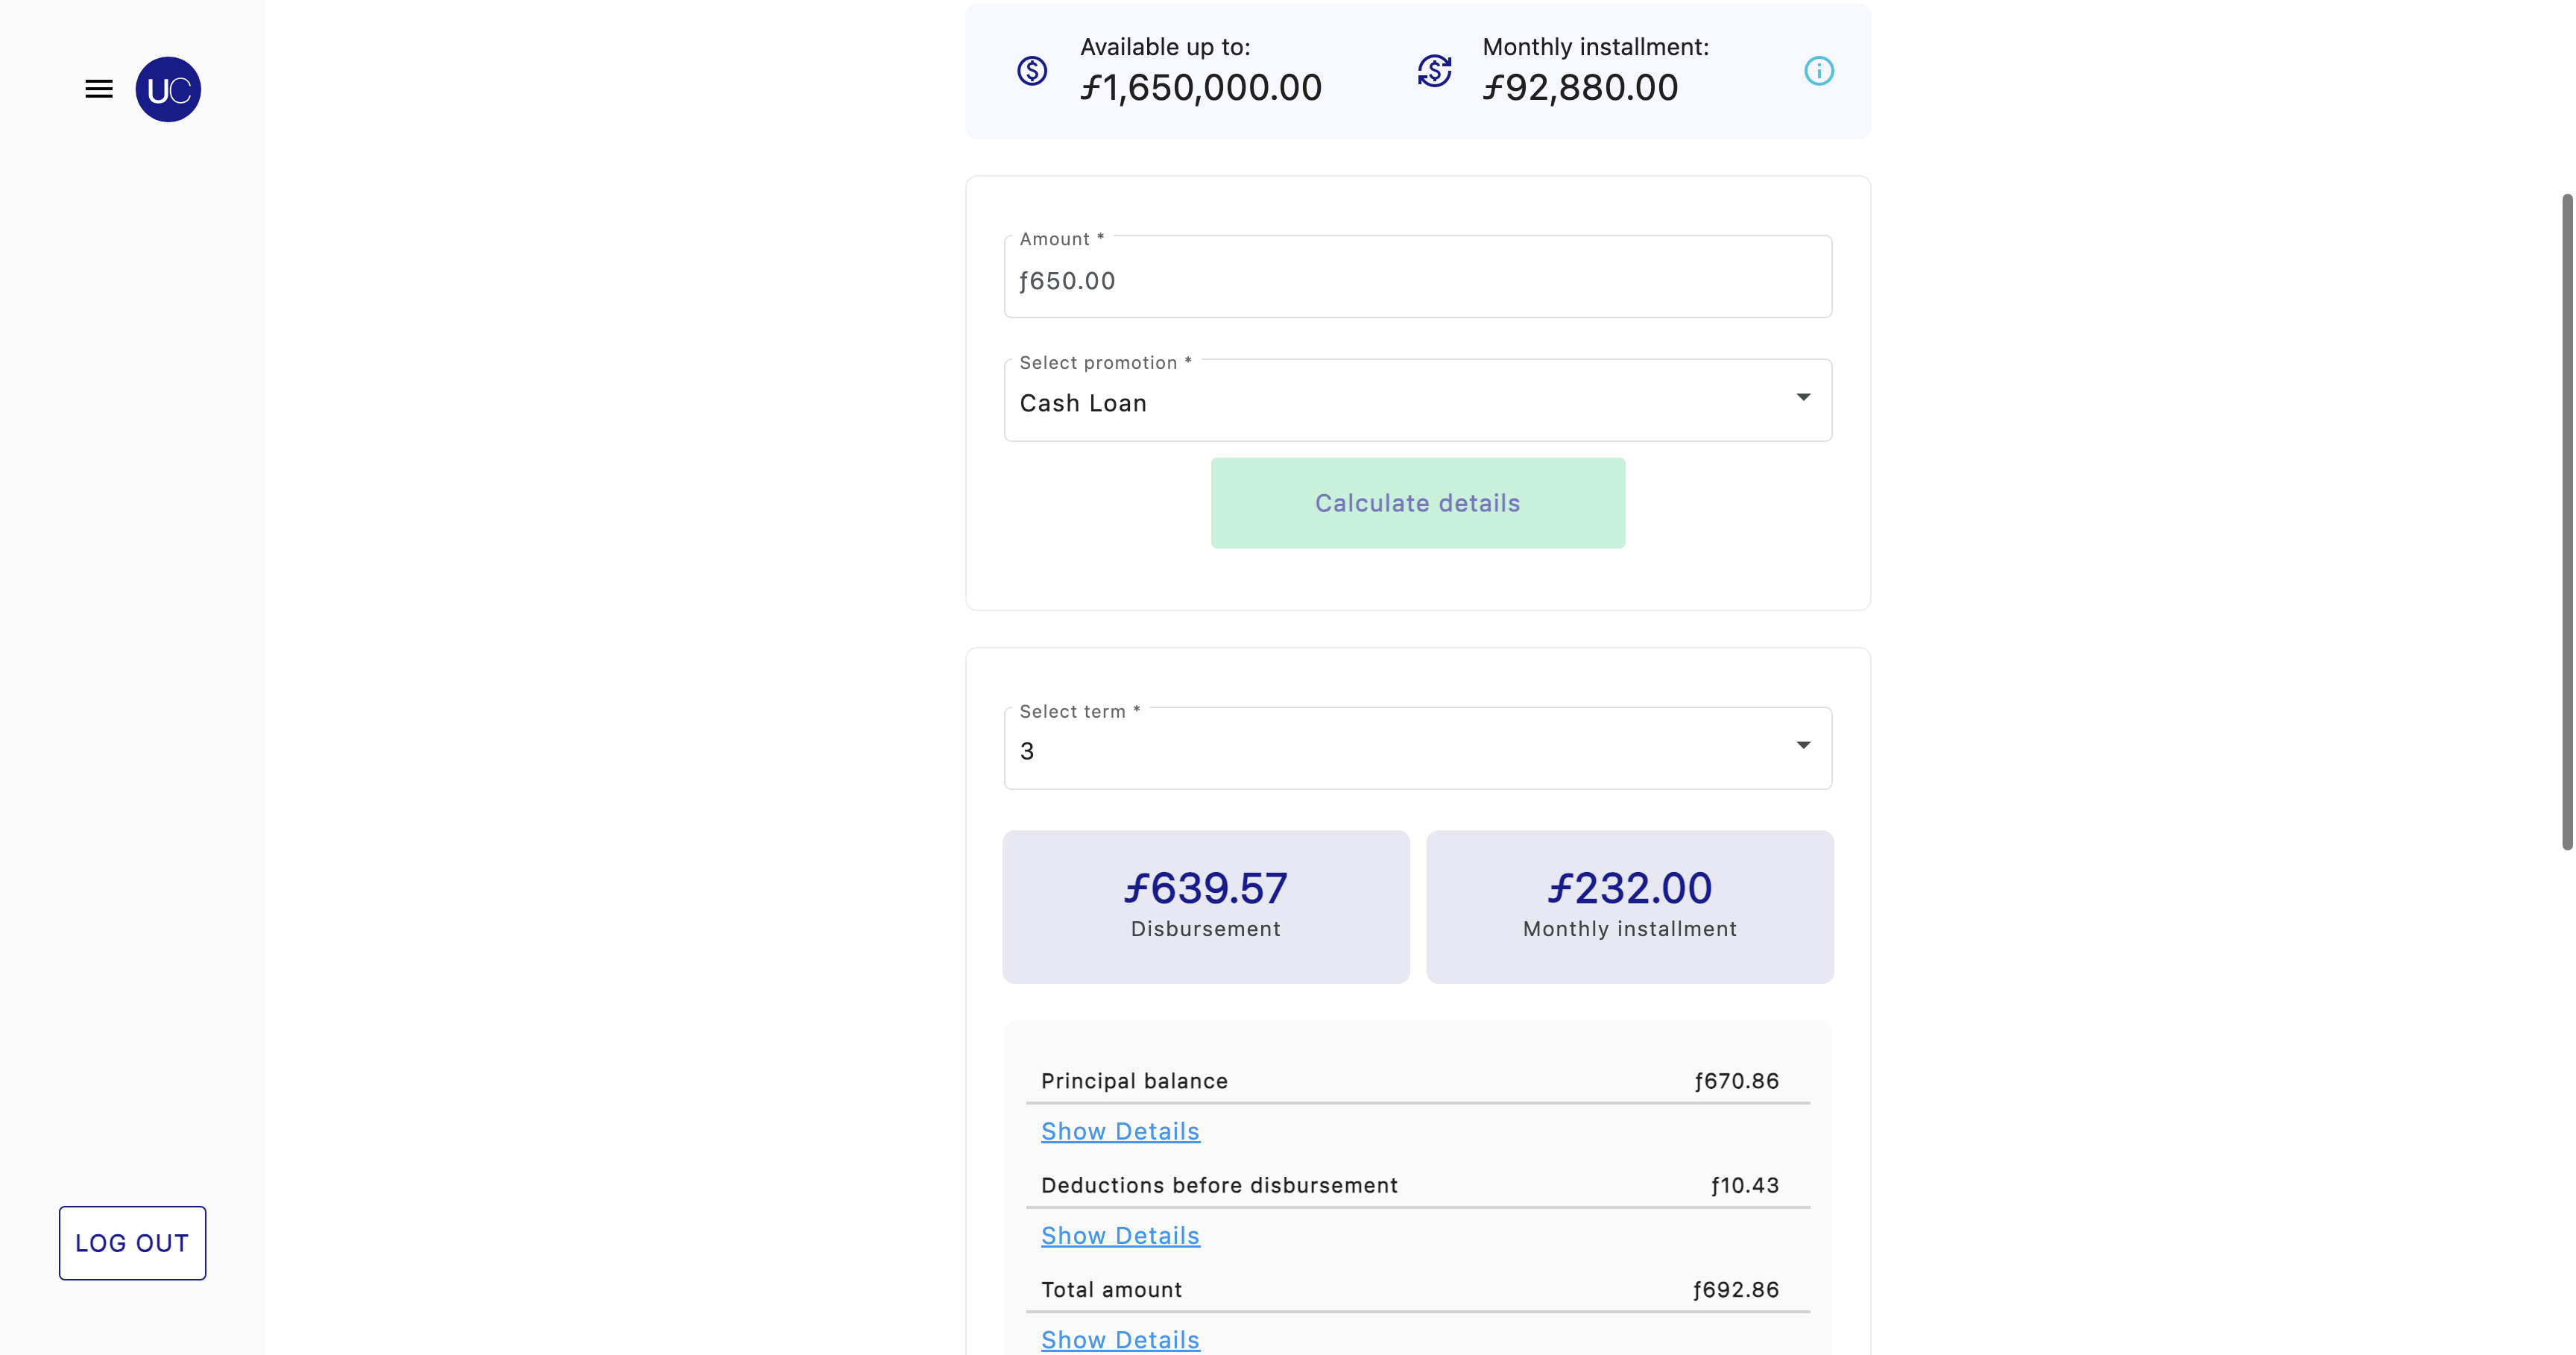 UC
Available up to:
ƒ1,650,000.00
Monthly installment:
ƒ92,880.00
Amount *
ƒ650.00
Select promotion *
Cash Loan
Calculate details
Select term *
3
ƒ639.57
Disbursement
ƒ232.00
Monthly installment
Principal balance ƒ670.86
Show Details
Deductions before disbursement ƒ10.43
Show Details
Total amount ƒ692.86
Show Details
LOG OUT